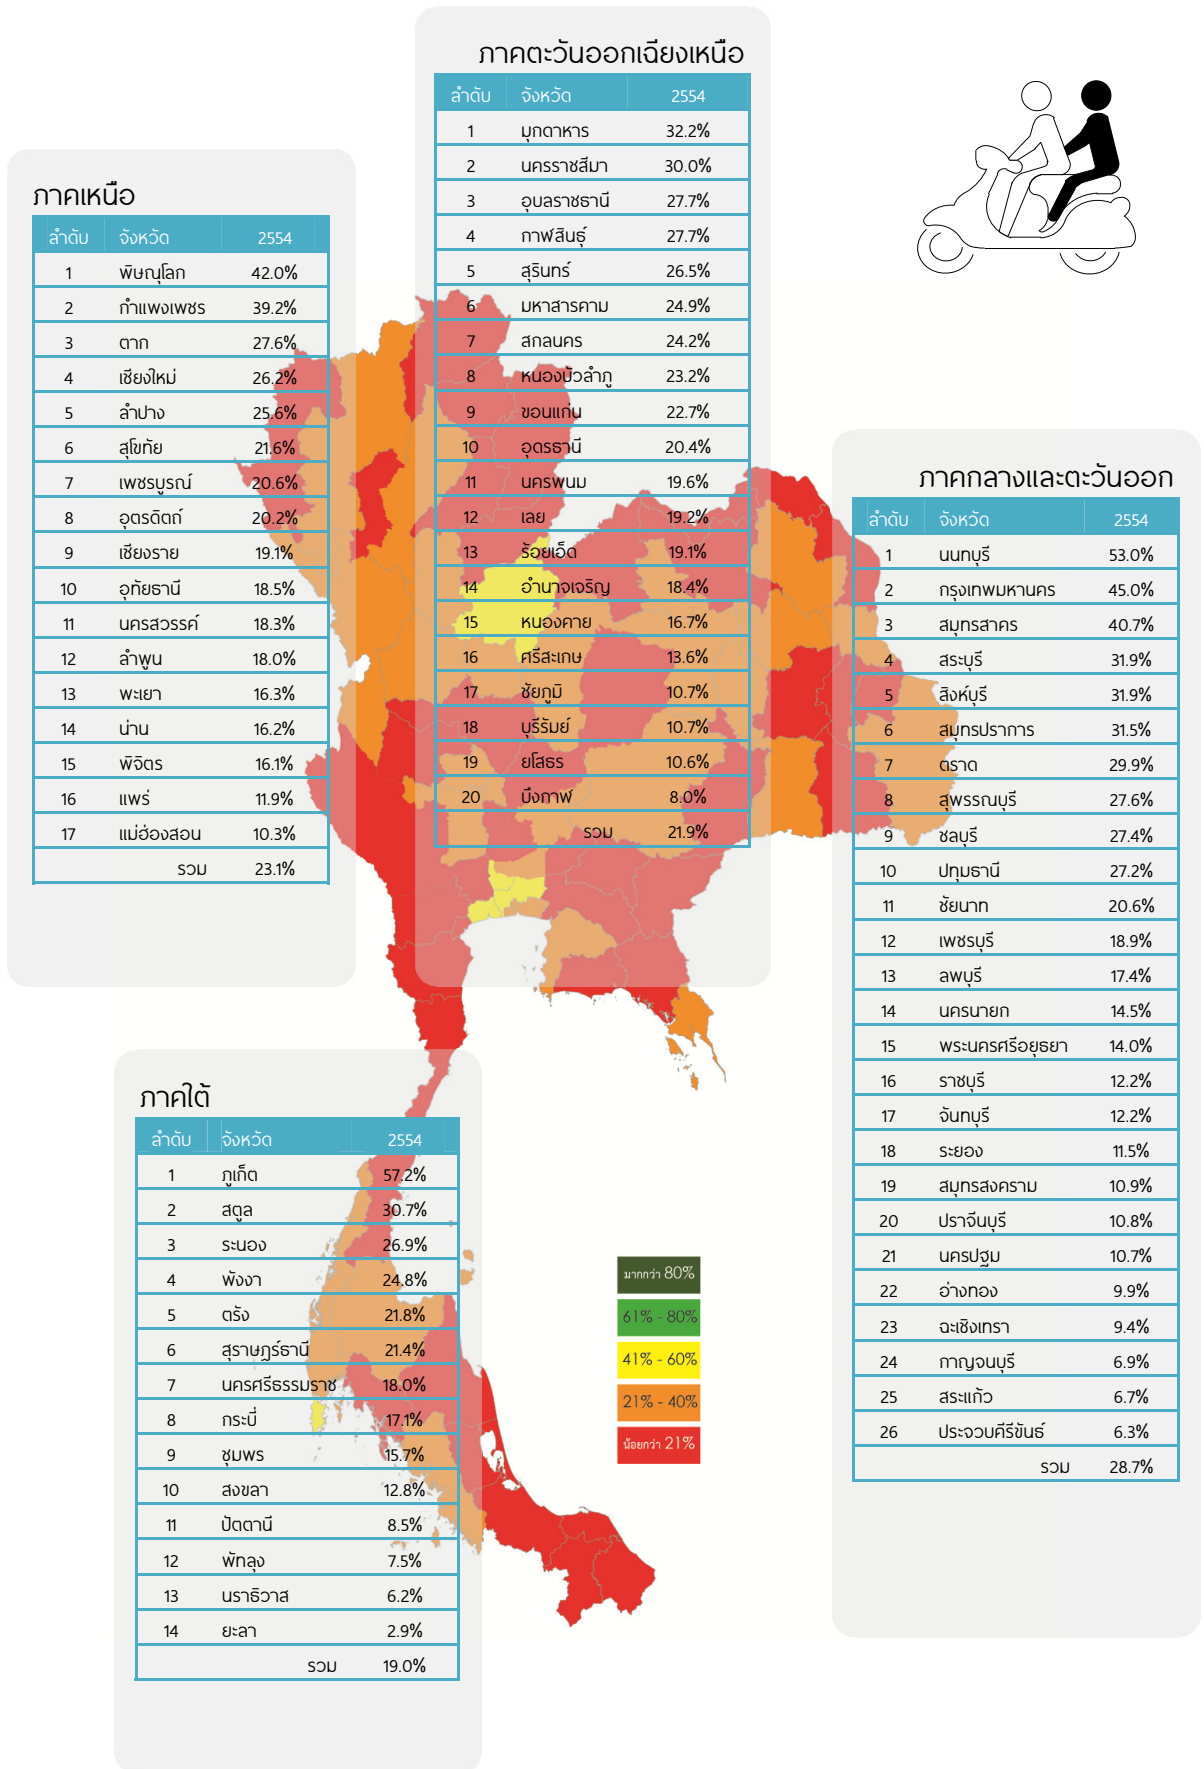 ภาคตะวันออกเฉียงเหนือ
ลำดับ จังหวัด 2554
1 มุกดาหาร 32.2%
2 นครราชสีมา 30.0%
3 อุบลราชธานี 27.7%
4 กาฬสินธุ์ 27.7%
5 สุรินทร์ 26.5%
6 มหาสารคาม 24.9%
7 สกลนคร 24.2%
8 หนองบัวลำภู 23.2%
9 ขอนแก่น 22.7%
10 อุดรธานี 20.4%
11 นครพนม 19.6%
12 เลย 19.2%
13 ร้อยเอ็ด 19.1%
14 อำนาจเจริญ 18.4%
15 หนองคาย 16.7%
16 ศรีสะเกษ 13.6%
17 ชัยภูมิ 10.7%
18 บุรีรัมย์ 10.7%
19 ยโสธร 10.6%
20 บึงกาฬ 8.0%
รวม 21.9%
ภาคเหนือ
ลำดับ จังหวัด 2554
1 พิษณุโลก 42.0%
2 กำแพงเพชร 39.2%
3 ตาก 27.6%
4 เชียงใหม่ 26.2%
5 ลำปาง 25.6%
6 สุโขทัย 21.6%
7 เพชรบูรณ์ 20.6%
8 อุตรดิตถ์ 20.2%
9 เชียงราย 19.1%
10 อุทัยธานี 18.5%
11 นครสวรรค์ 18.3%
12 ลำพูน 18.0%
13 พะเยา 16.3%
14 น่าน 16.2%
15 พิจิตร 16.1%
16 แพร่ 11.9%
17 แม่ฮ่องสอน 10.3%
รวม 23.1%
ภาคกลางและตะวันออก
ลำดับ จังหวัด 2554
1 นนทบุรี 53.0%
2 กรุงเทพมหานคร 45.0%
3 สมุทรสาคร 40.7%
4 สระบุรี 31.9%
5 สิงห์บุรี 31.9%
6 สมุทรปราการ 31.5%
7 ตราด 29.9%
8 สุพรรณบุรี 27.6%
9 ชลบุรี 27.4%
10 ปทุมธานี 27.2%
11 ชัยนาท 20.6%
12 เพชรบุรี 18.9%
13 ลพบุรี 17.4%
14 นครนายก 14.5%
15 พระนครศรีอยุธยา 14.0%
16 ราชบุรี 12.2%
17 จันทบุรี 12.2%
18 ระยอง 11.5%
19 สมุทรสงคราม 10.9%
20 ปราจีนบุรี 10.8%
21 นครปฐม 10.7%
22 อ่างทอง 9.9%
23 ฉะเชิงเทรา 9.4%
24 กาญจนบุรี 6.9%
25 สระแก้ว 6.7%
26 ประจวบคีรีขันธ์ 6.3%
รวม 28.7%
ภาคใต้
ลำดับ จังหวัด 2554
1 ภูเก็ต 57.2%
2 สตูล 30.7%
3 ระนอง 26.9%
4 พังงา 24.8%
5 ตรัง 21.8%
6 สุราษฎร์ธานี 21.4%
7 นครศรีธรรมราช 18.0%
8 กระบี่ 17.1%
9 ชุมพร 15.7%
10 สงขลา 12.8%
11 ปัตตานี 8.5%
12 พัทลุง 7.5%
13 นราธิวาส 6.2%
14 ยะลา 2.9%
รวม 19.0%
มากกว่า 80%
61% - 80%
41% - 60%
21% - 40%
น้อยกว่า 21%